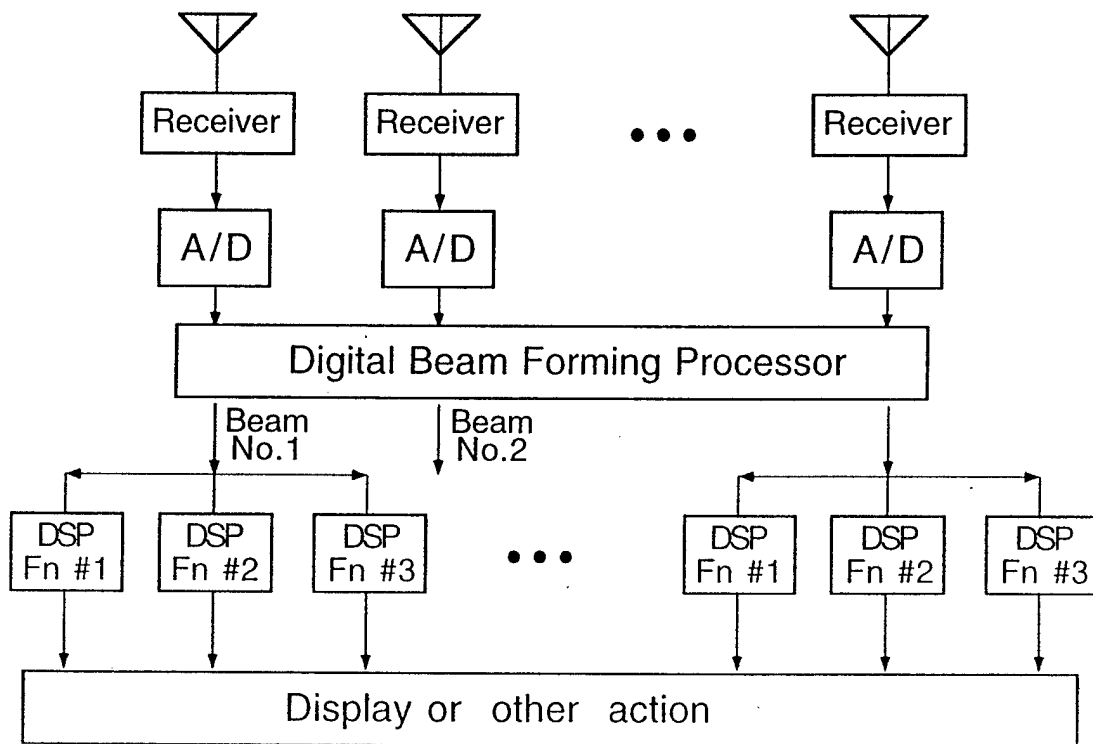 Receiver
Receiver
Receiver
A/D
A/D
A/D
Digital Beam Forming Processor
Beam
No.1
Beam
No.2
DSP
Fn #1
DSP
Fn #2
DSP
Fn #3
DSP
Fn #1
DSP
Fn #2
DSP
Fn #3
Display or other action